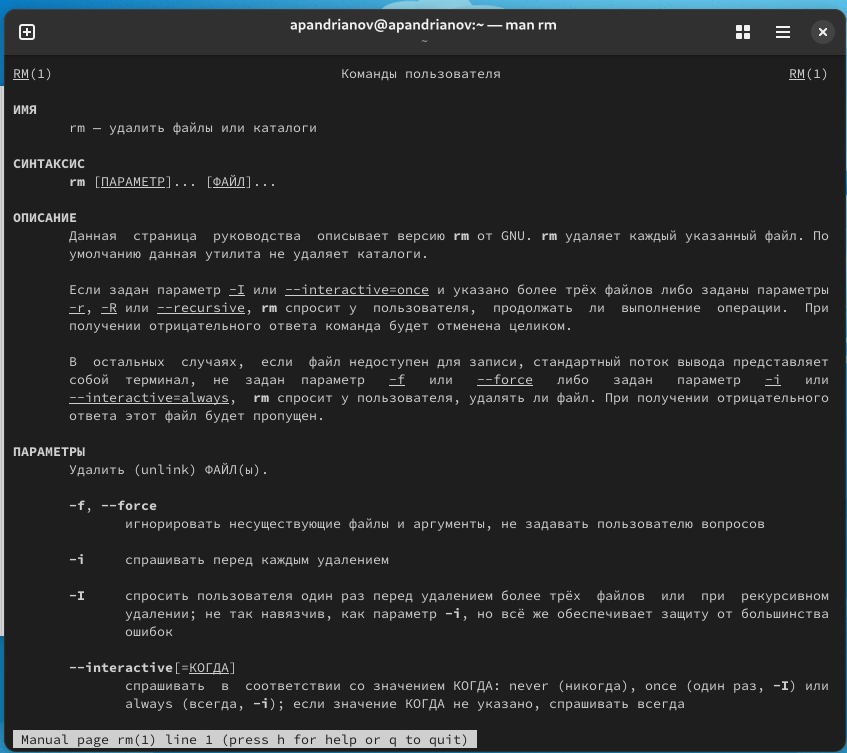 apandrianov@apandrianov:~ — man rm
~
RM(1) Команды пользователя RM(1)
ИМЯ
rm — удалить файлы или каталоги
СИНТАКСИС
rm [ПАРАМЕТР]... [ФАЙЛ]...
ОПИСАНИЕ
Данная страница руководства описывает версию rm от GNU. rm удаляет каждый указанный файл. По
умолчанию данная утилита не удаляет каталоги.
Если задан параметр -I или --interactive=once и указано более трёх файлов либо заданы параметры
-r, -R или --recursive, rm спросит у пользователя, продолжать ли выполнение операции. При
получении отрицательного ответа команда будет отменена целиком.
В остальных случаях, если файл недоступен для записи, стандартный поток вывода представляет
собой терминал, не задан параметр -f или --force либо задан параметр -i или
--interactive=always, rm спросит у пользователя, удалять ли файл. При получении отрицательного
ответа этот файл будет пропущен.
ПАРАМЕТРЫ
Удалить (unlink) ФАЙЛ(ы).
-f, --force
игнорировать несуществующие файлы и аргументы, не задавать пользователю вопросов
-i спрашивать перед каждым удалением
-I спросить пользователя один раз перед удалением более трёх файлов или при рекурсивном
удалении; не так навязчив, как параметр -i, но всё же обеспечивает защиту от большинства
ошибок
--interactive[=КОГДА]
спрашивать в соответствии со значением КОГДА: never (никогда), once (один раз, -I) или
always (всегда, -i); если значение КОГДА не указано, спрашивать всегда
Manual page rm(1) line 1 (press h for help or q to quit)